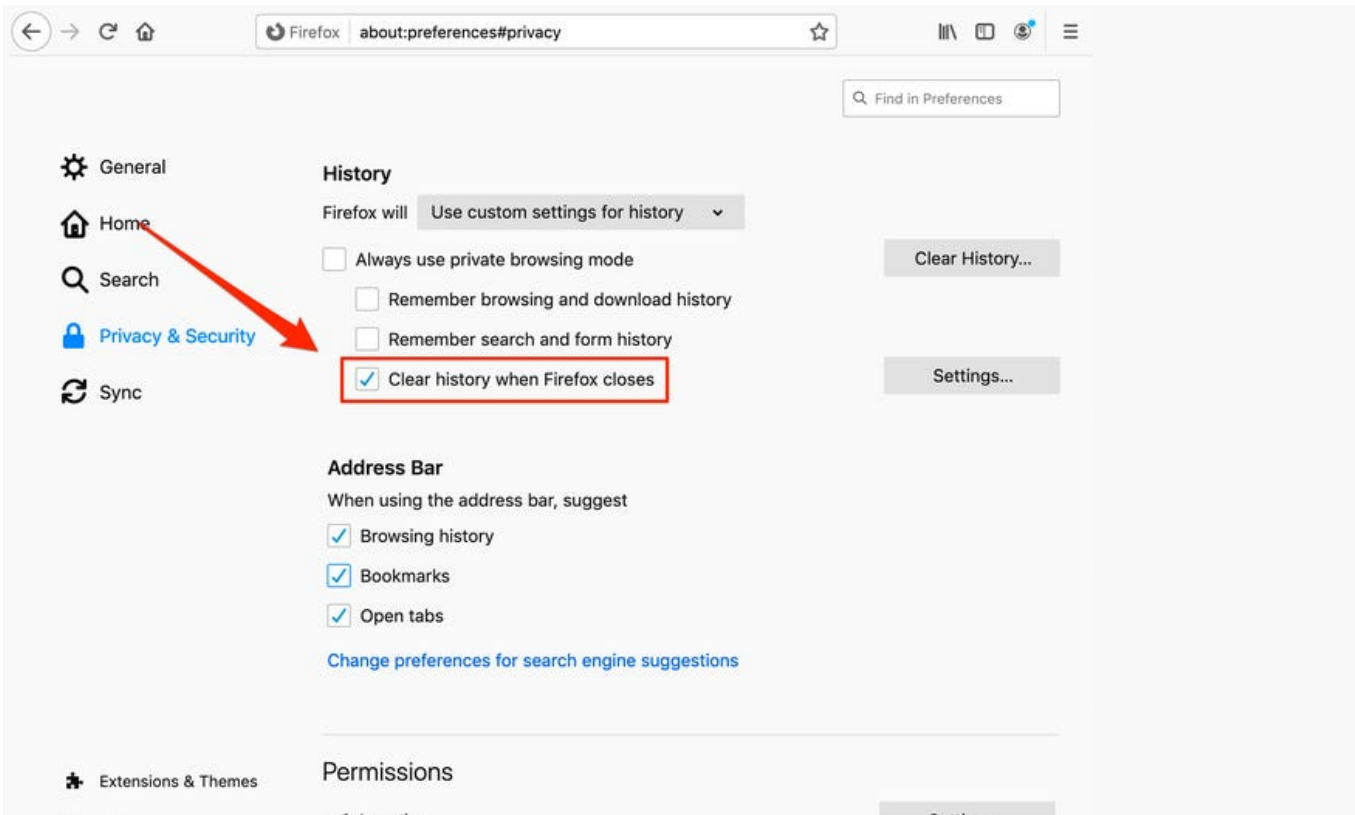 Firefox about:preferences#privacy
Find in Preferences
General
Home
Search
Privacy & Security
Sync
History
Firefox will Use custom settings for history
Always use private browsing mode
Clear History...
Remember browsing and download history
Remember search and form history
Clear history when Firefox closes
Settings...
Address Bar
When using the address bar, suggest
Browsing history
Bookmarks
Open tabs
Change preferences for search engine suggestions
Extensions & Themes
Permissions